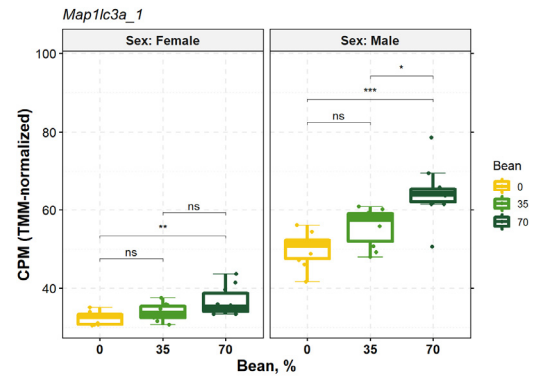 Map1lc3a_1
Sex: Female
Sex: Male
CPM (TMM-normalized)
100
80
60
40
ns
**
ns
ns
***
*
0
35
70
0
35
70
Bean, %
Bean
0
35
70